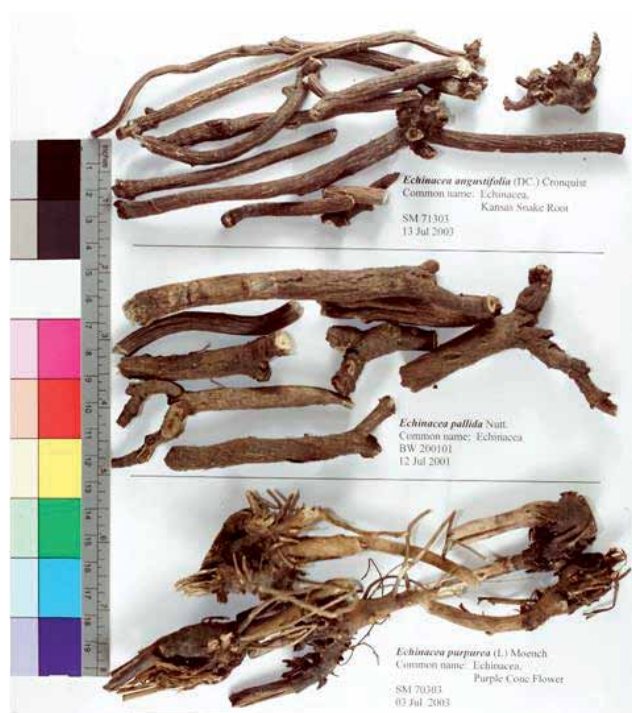 Echinacea angustifolia (DC.) Cronquist
Common name: Echinacea,
Kansas Snake Root
SM 71303
13 Jul 2003
Echinacea pallida Nutt.
Common name: Echinacea
BW 200101
12 Jul 2001
Echinacea purpurea (L) Moench
Common name: Echinacea,
Purple Cone Flower
SM 70303
03 Jul 2003